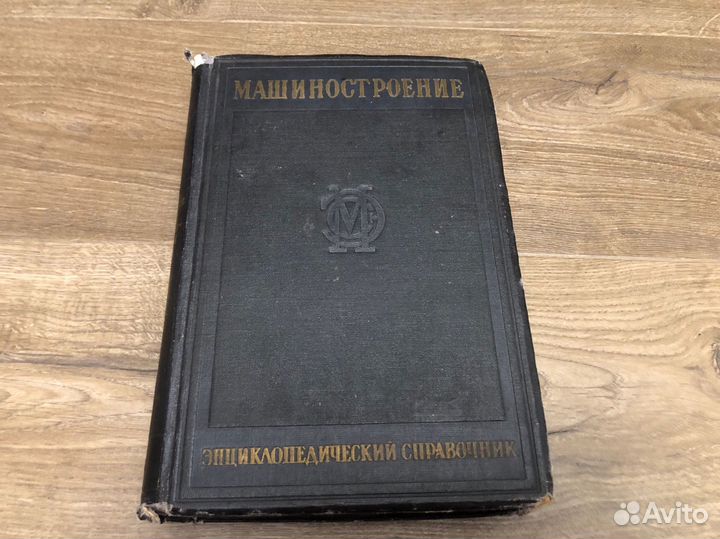 МАШИНОСТРОЕНИЕ
ЭНЦИКЛОПЕДИЧЕСКИЙ СПРАВОЧНИК
Avito